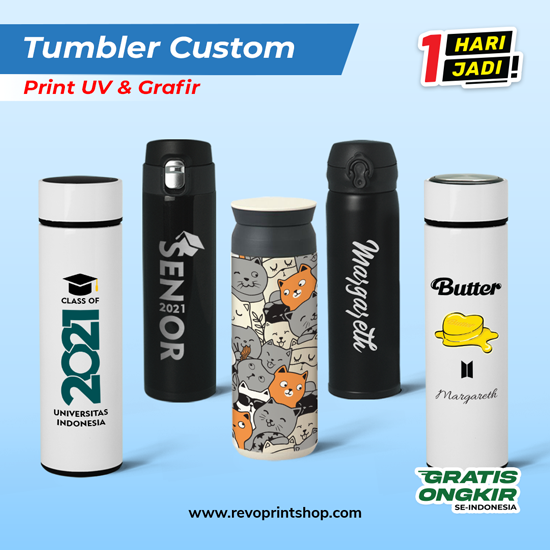 Tumbler Custom
Print UV & Grafir
1 HARI
JADI!
CLASS OF
2021
UNIVERSITAS
INDONESIA
SENIOR
2021
Margareth
Butter
Margareth
GRATIS
ONGKIR
SE-INDONESIA
www.revoprintshop.com